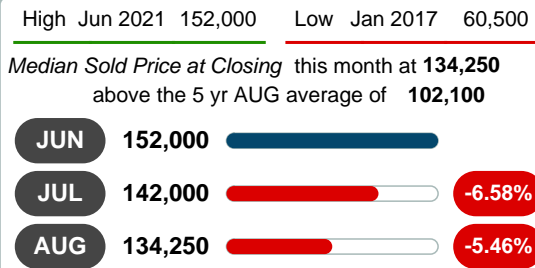 High Jun 2021 152,000 Low Jan 2017 60,500
Median Sold Price at Closing this month at 134,250
above the 5 yr AUG average of 102,100
JUN 152,000
JUL 142,000 -6.58%
AUG 134,250 -5.46%